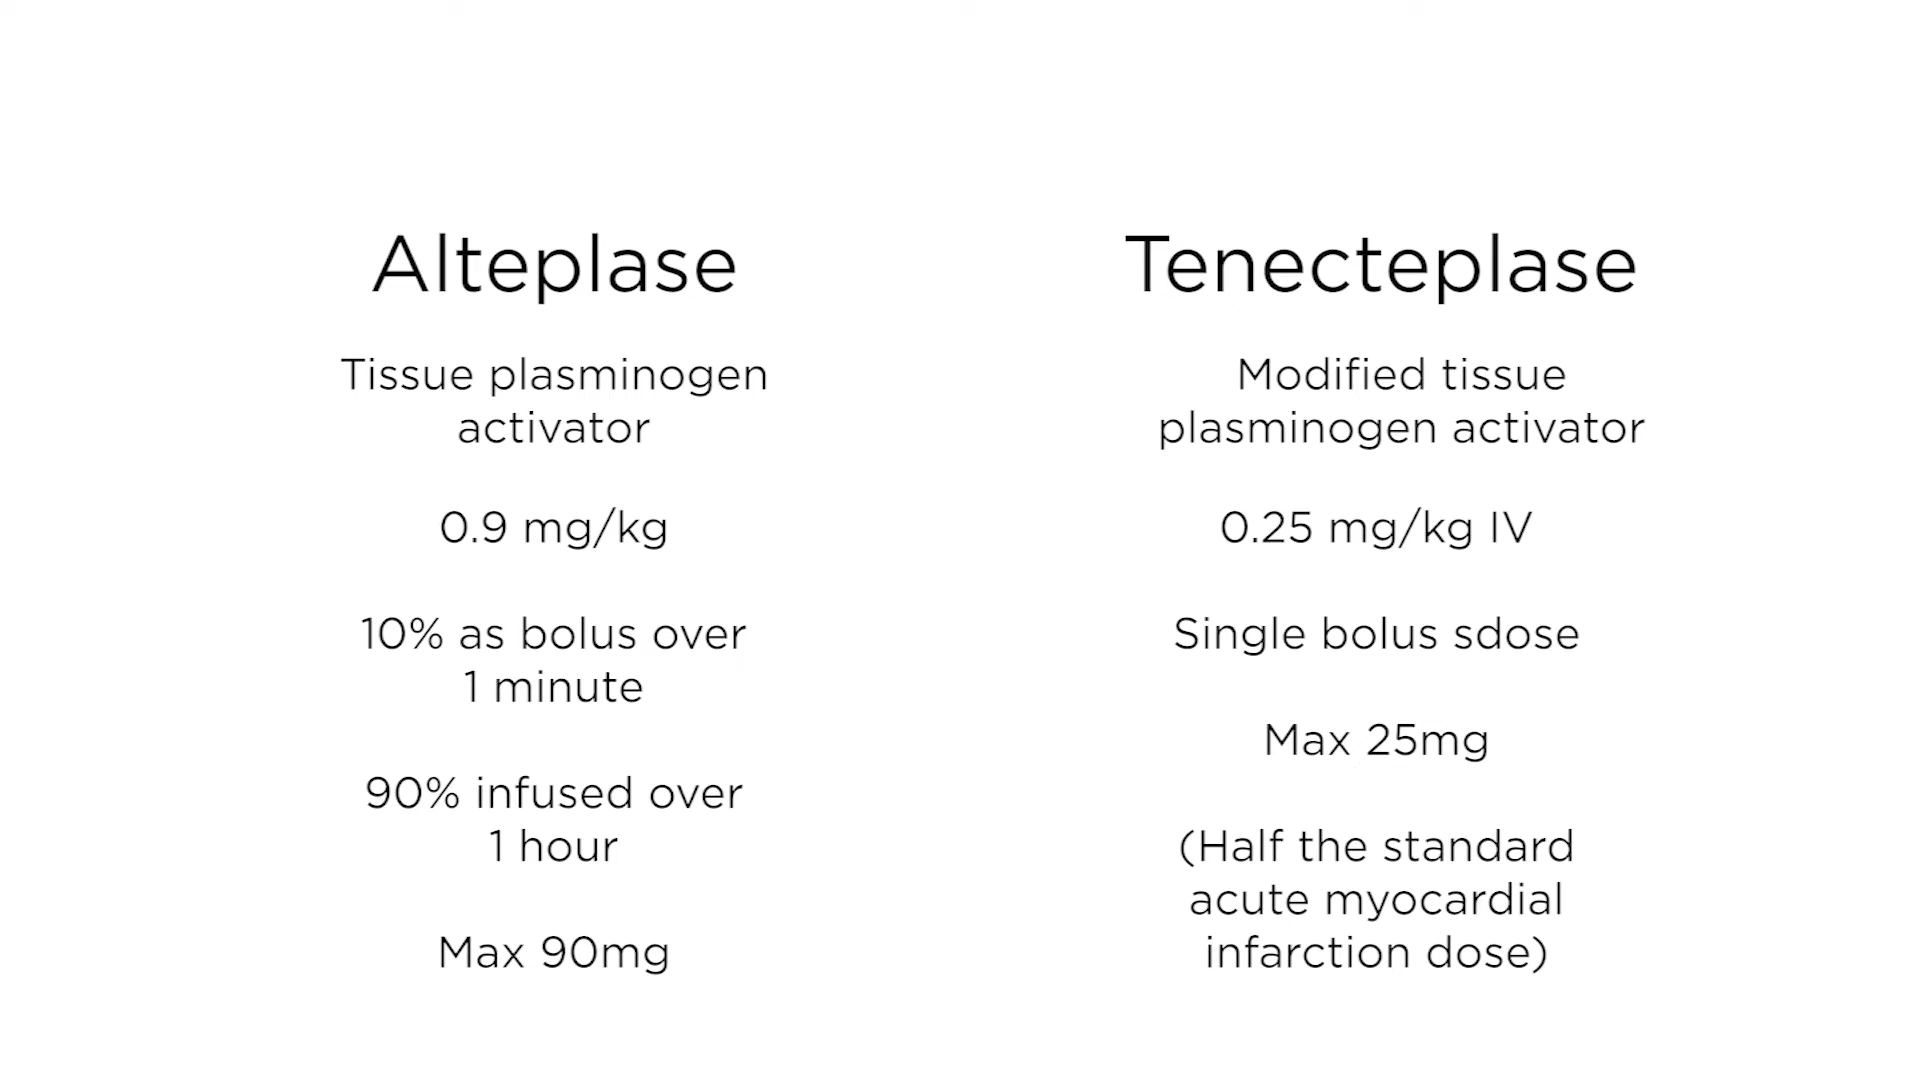 Alteplase
Tissue plasminogen
activator
0.9 mg/kg
10% as bolus over
1 minute
90% infused over
1 hour
Max 90mg
Tenecteplase
Modified tissue
plasminogen activator
0.25 mg/kg IV
Single bolus sdose
Max 25mg
(Half the standard
acute myocardial
infarction dose)